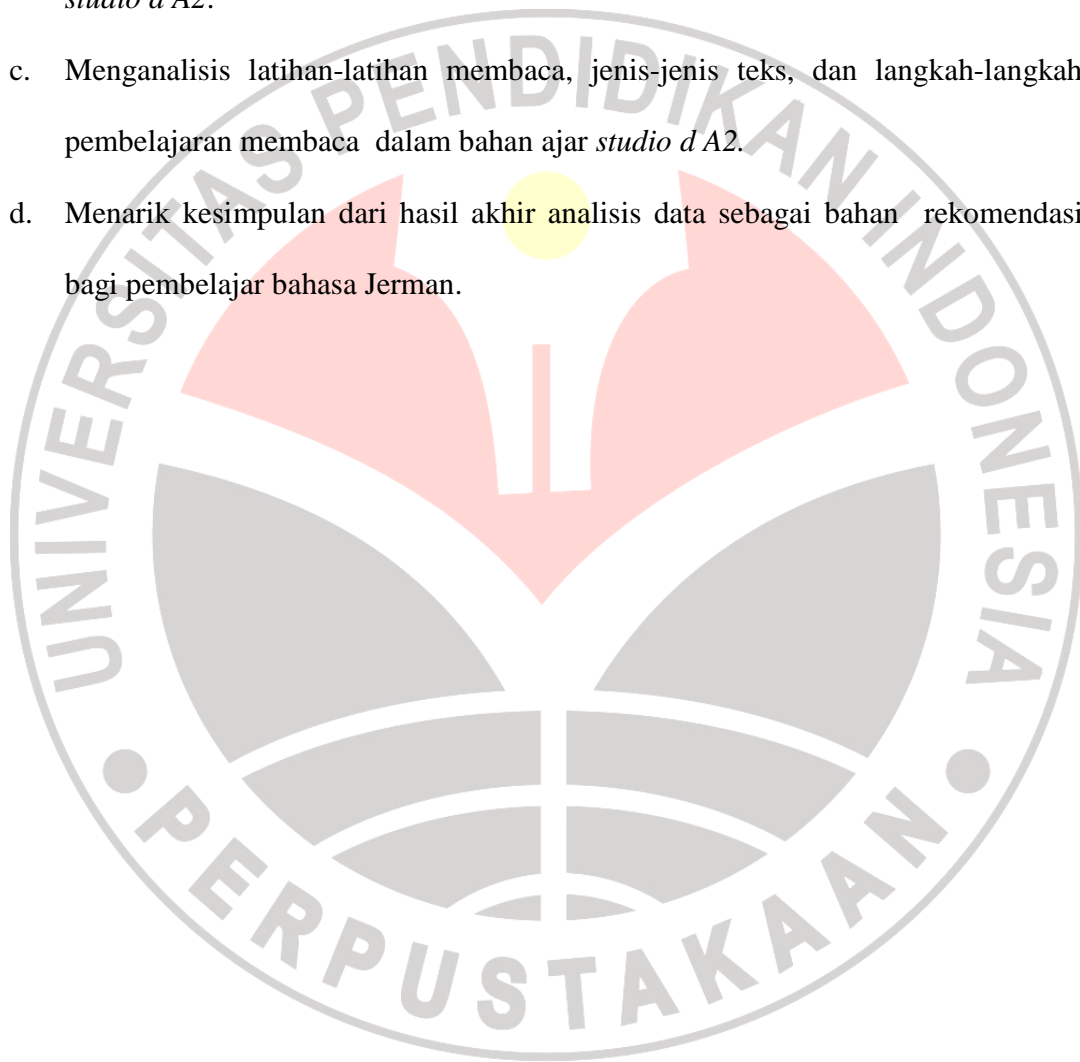 studio d A2.
c. Menganalisis latihan-latihan membaca, jenis-jenis teks, dan langkah-langkah
pembelajaran membaca dalam bahan ajar studio d A2.
d. Menarik kesimpulan dari hasil akhir analisis data sebagai bahan rekomendasi
bagi pembelajar bahasa Jerman.
UNIVERSITAS PENDIDIKAN INDONESIA
PERPUSTAKAAN